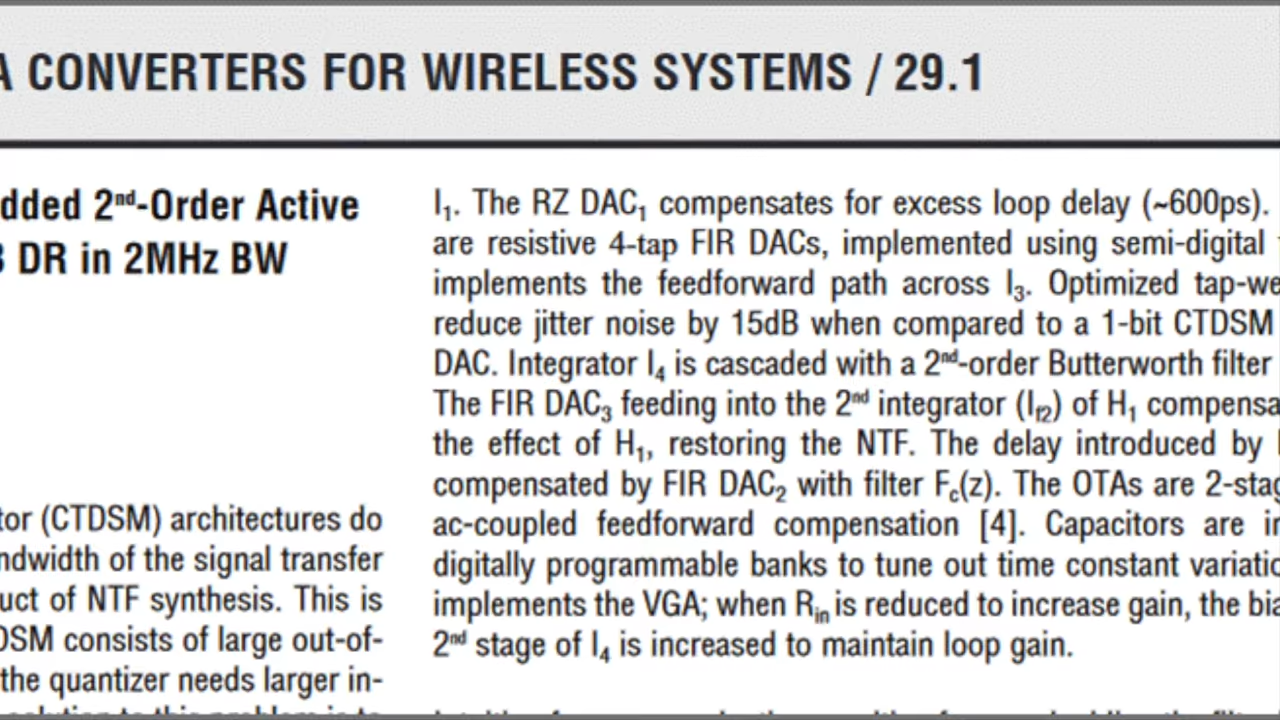 A CONVERTERS FOR WIRELESS SYSTEMS / 29.1
dded 2nd-Order Active
DR in 2MHz BW
tor (CTDSM) architectures do
ndwidth of the signal transfer
uct of NTF synthesis. This is
DSM consists of large out-of-
the quantizer needs larger in-
solution to this problem is to
I1. The RZ DAC1 compensates for excess loop delay (~600ps).
are resistive 4-tap FIR DACs, implemented using semi-digital
implements the feedforward path across I3. Optimized tap-we
reduce jitter noise by 15dB when compared to a 1-bit CTDSM
DAC. Integrator I4 is cascaded with a 2nd-order Butterworth filter
The FIR DAC3 feeding into the 2nd integrator (If2) of H1 compensa
the effect of H1, restoring the NTF. The delay introduced by
compensated by FIR DAC2 with filter Fc(z). The OTAs are 2-stag
ac-coupled feedforward compensation [4]. Capacitors are in
digitally programmable banks to tune out time constant variatio
implements the VGA; when Rin is reduced to increase gain, the bia
2nd stage of I4 is increased to maintain loop gain.